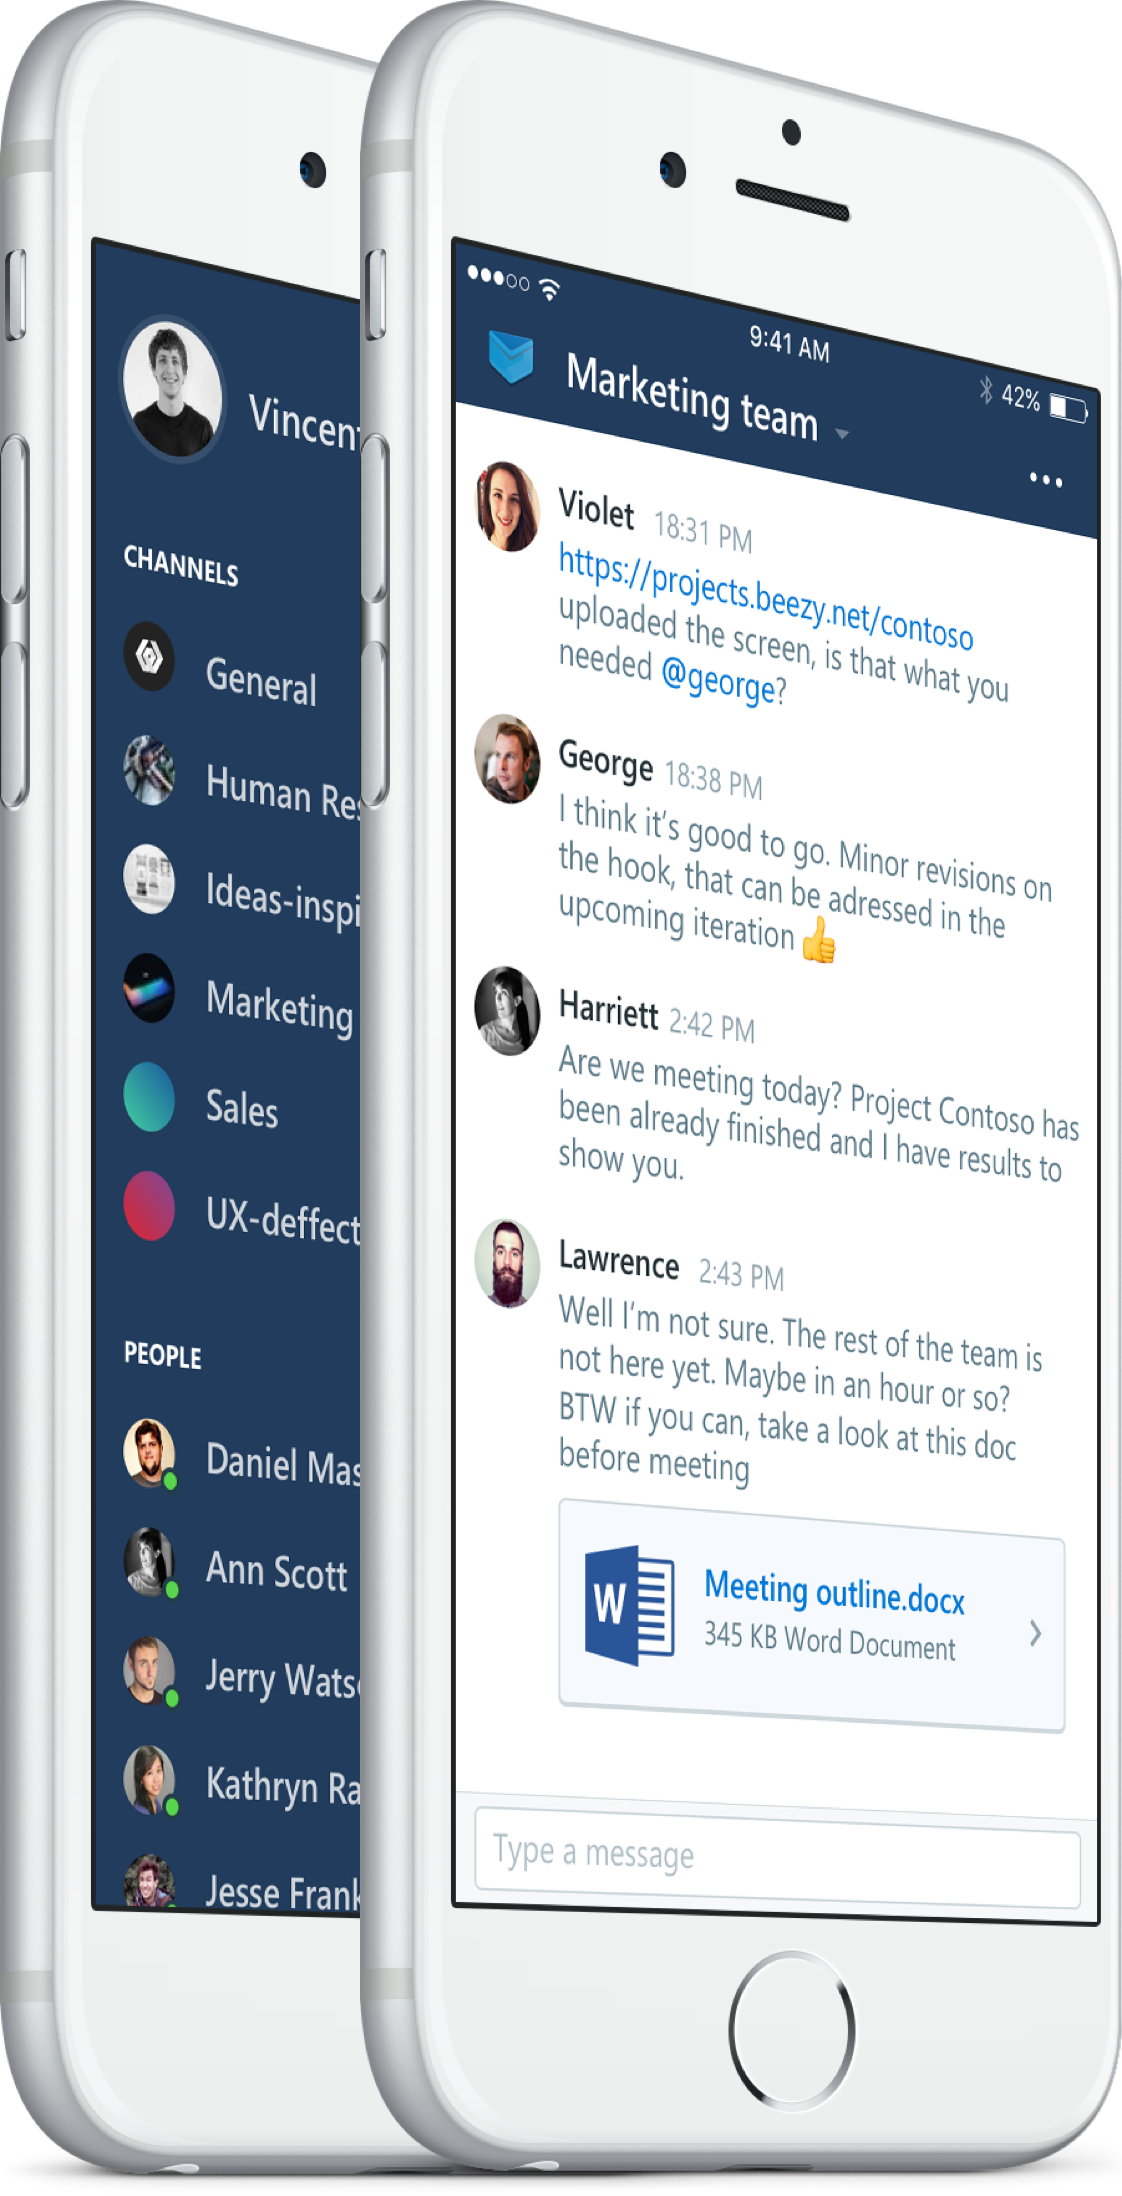 Vincent
CHANNELS
General
Human Res
Ideas-inspi
Marketing
Sales
UX-deffect
PEOPLE
Daniel Mas
Ann Scott
Jerry Wats
Kathryn Ra
Jesse Frank
9:41 AM
42%
Marketing team
Violet 18:31 PM
https://projects.beezy.net/contoso
uploaded the screen, is that what you
needed @george?
George 18:38 PM
I think it's good to go. Minor revisions on
the hook, that can be adressed in the
upcoming iteration 👍
Harriett 2:42 PM
Are we meeting today? Project Contoso has
been already finished and I have results to
show you.
Lawrence 2:43 PM
Well I'm not sure. The rest of the team is
not here yet. Maybe in an hour or so?
BTW if you can, take a look at this doc
before meeting
W
Meeting outline.docx
345 KB Word Document
Type a message